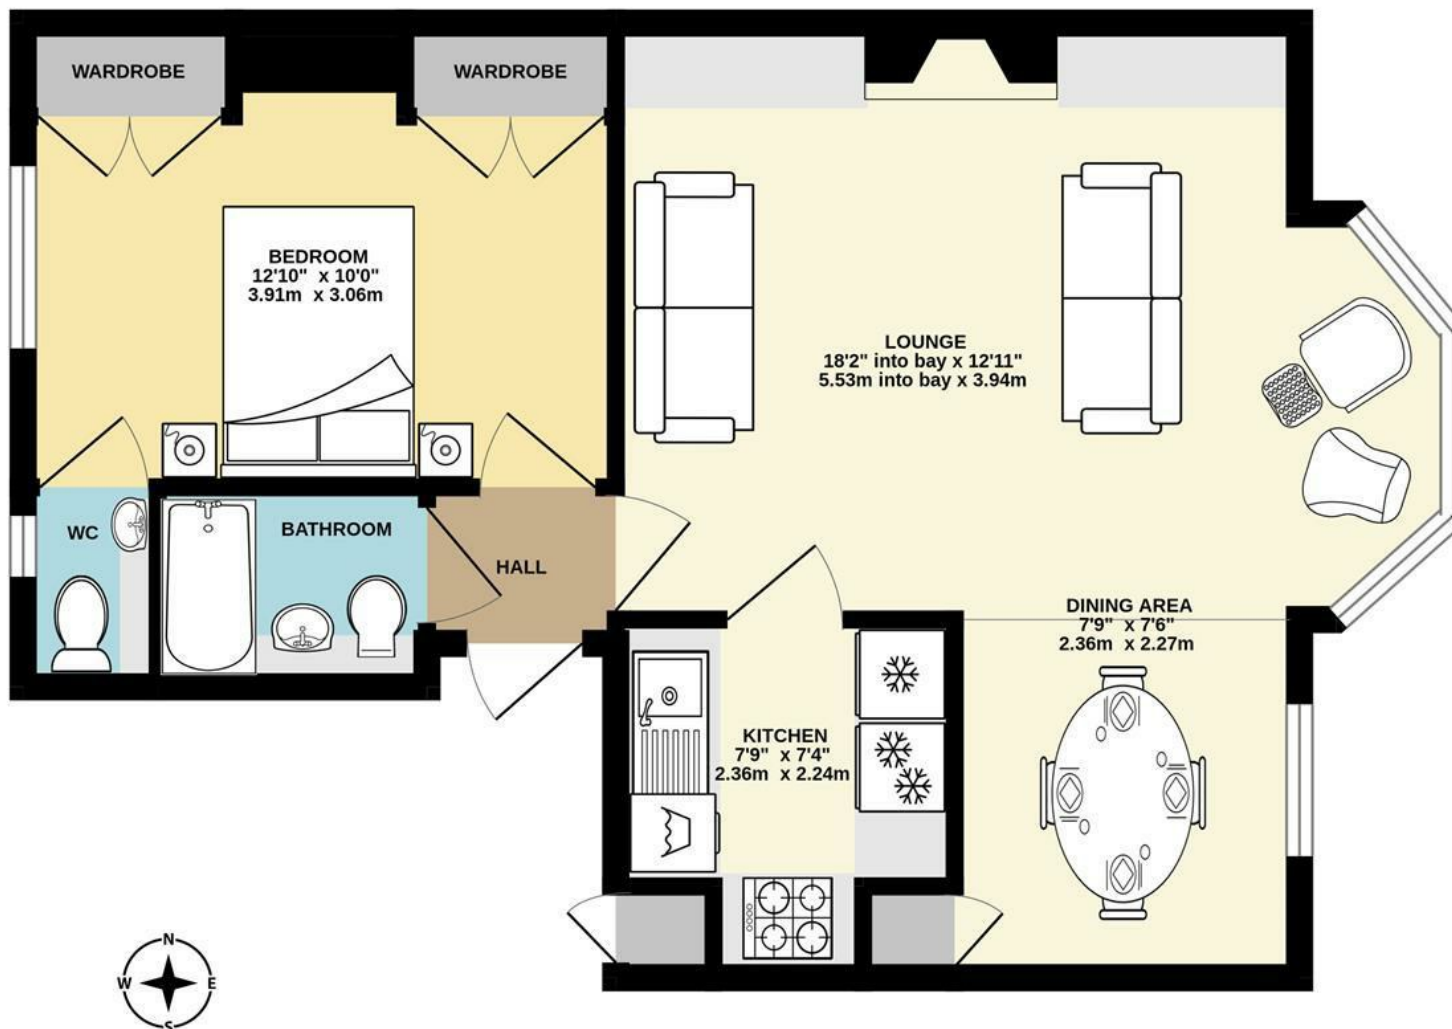 WARDROBE
WARDROBE
BEDROOM
12'10" x 10'0"
3.91m x 3.06m
LOUNGE
18'2" into bay x 12'11"
5.53m into bay x 3.94m
WC
BATHROOM
HALL
DINING AREA
7'9" x 7'6"
2.36m x 2.27m
KITCHEN
7'9" x 7'4"
2.36m x 2.24m
N
W
E
S